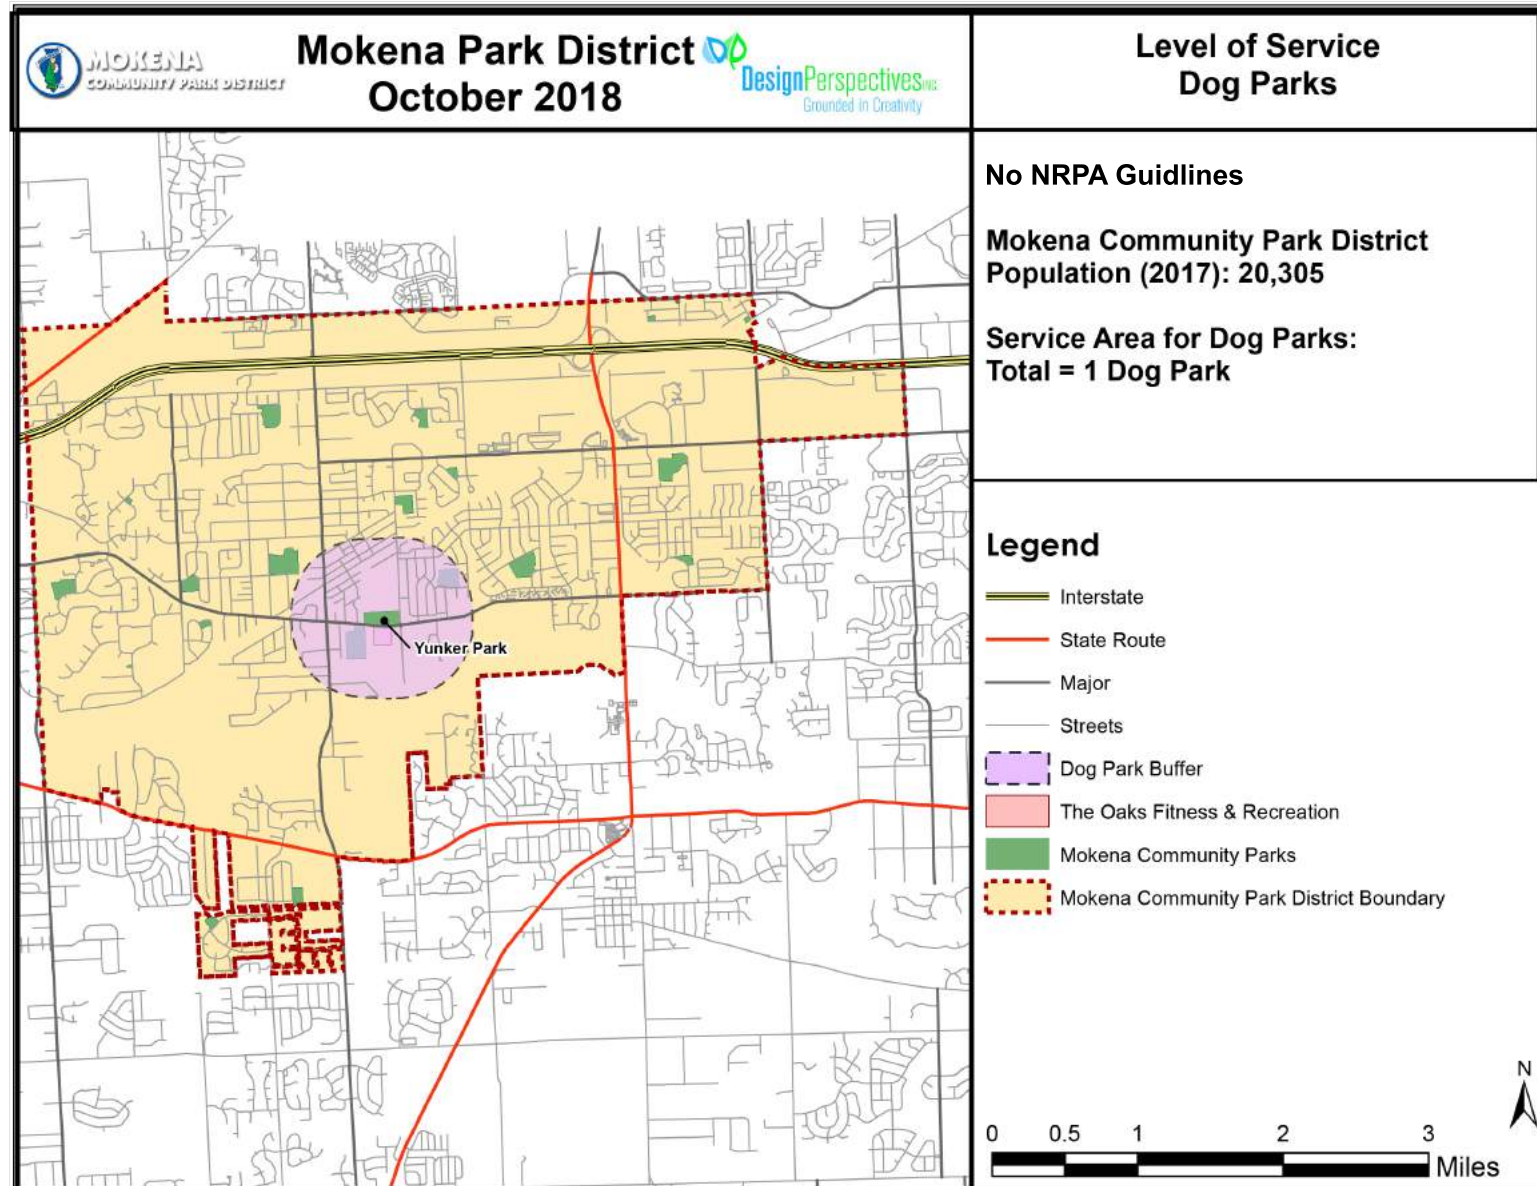 MOKENA
COMMUNITY PARK DISTRICT
Mokena Park District
October 2018
DesignPerspectives INC.
Grounded in Creativity
Level of Service
Dog Parks
No NRPA Guidlines
Mokena Community Park District
Population (2017): 20,305
Service Area for Dog Parks:
Total = 1 Dog Park
Yunker Park
Legend
Interstate
State Route
Major
Streets
Dog Park Buffer
The Oaks Fitness & Recreation
Mokena Community Parks
Mokena Community Park District Boundary
N
0 0.5 1 2 3
Miles